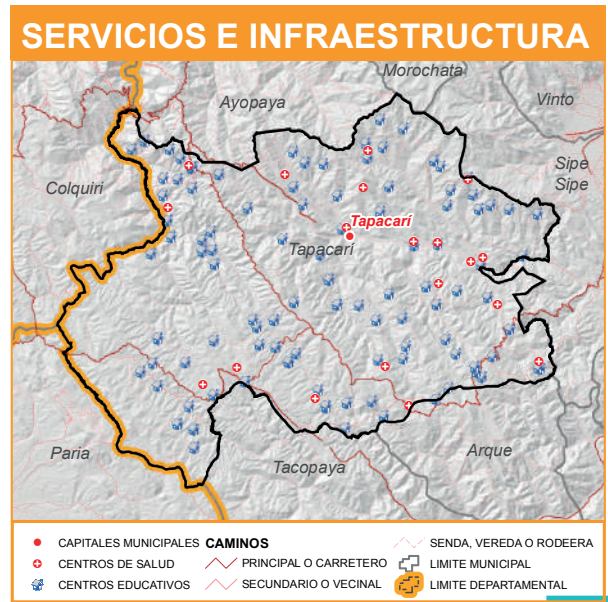 SERVICIOS E INFRAESTRUCTURA
Morochata
Ayopaya
Vinto
Sipe
Sipe
Colquiri
Tapacarí
Tapacarí
Paria
Tacopaya
Arque
CAPITALES MUNICIPALES
CENTROS DE SALUD
CENTROS EDUCATIVOS
CAMINOS
PRINCIPAL O CARRETERO
SECUNDARIO O VECINAL
SENDA, VEREDA O RODEERA
LIMITE MUNICIPAL
LIMITE DEPARTAMENTAL